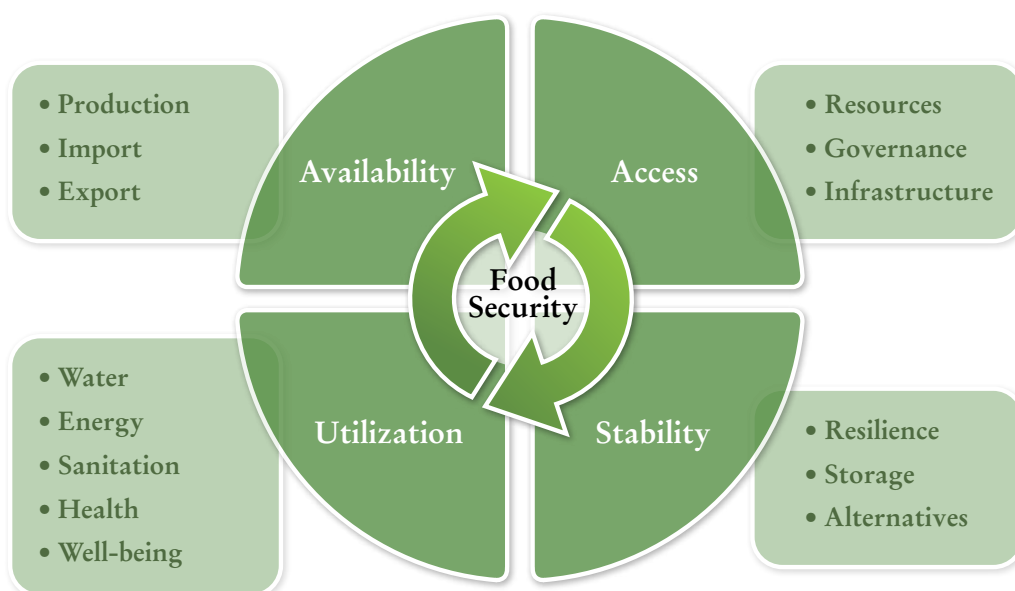 • Production
• Import
• Export
Availability
Access
• Resources
• Governance
• Infrastructure
Food
Security
• Water
• Energy
• Sanitation
• Health
• Well-being
Utilization
Stability
• Resilience
• Storage
• Alternatives